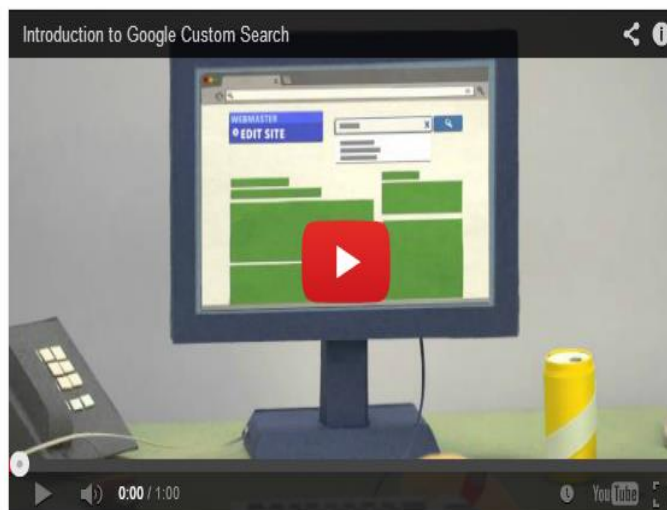 Introduction to Google Custom Search
WEBMASTER
EDIT SITE
X
0:00 / 1:00
YouTube